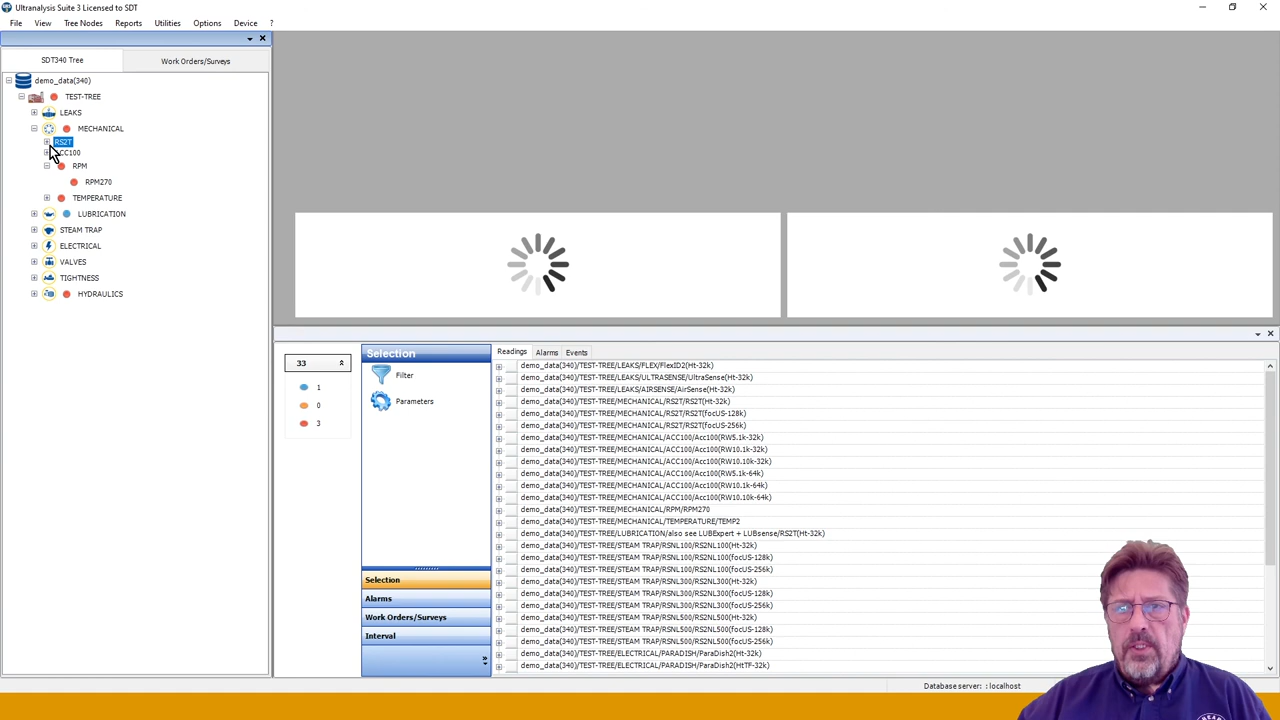 Ultranalysis Suite 3 Licensed to SDT
File View Tree Nodes Reports Utilities Options Device ?
SDT340 Tree
Work Orders/Surveys
demo_data(340)
TEST-TREE
LEAKS
MECHANICAL
RS2T
CC100
RPM
RPM270
TEMPERATURE
LUBRICATION
STEAM TRAP
ELECTRICAL
VALVES
TIGHTNESS
HYDRAULICS
33
1
0
3
Selection
Filter
Parameters
Selection
Alarms
Work Orders/Surveys
Interval
Readings Alarms Events
demo_data(340)/TEST-TREE/LEAKS/FLEX/FlexID2(Ht-32k)
demo_data(340)/TEST-TREE/LEAKS/ULTRASENSE/UltraSense(Ht-32k)
demo_data(340)/TEST-TREE/LEAKS/AIRSENSE/AirSense(Ht-32k)
demo_data(340)/TEST-TREE/MECHANICAL/RS2T/RS2T(Ht-32k)
demo_data(340)/TEST-TREE/MECHANICAL/RS2T/RS2T(focUS-128k)
demo_data(340)/TEST-TREE/MECHANICAL/RS2T/RS2T(focUS-256k)
demo_data(340)/TEST-TREE/MECHANICAL/ACC100/Acc100(RW5.1k-32k)
demo_data(340)/TEST-TREE/MECHANICAL/ACC100/Acc100(RW10.1k-32k)
demo_data(340)/TEST-TREE/MECHANICAL/ACC100/Acc100(RW10.10k-32k)
demo_data(340)/TEST-TREE/MECHANICAL/ACC100/Acc100(RW5.1k-64k)
demo_data(340)/TEST-TREE/MECHANICAL/ACC100/Acc100(RW10.1k-64k)
demo_data(340)/TEST-TREE/MECHANICAL/ACC100/Acc100(RW10.10k-64k)
demo_data(340)/TEST-TREE/MECHANICAL/RPM/RPM270
demo_data(340)/TEST-TREE/MECHANICAL/TEMPERATURE/TEMP2
demo_data(340)/TEST-TREE/LUBRICATION/also see LUBExpert + LUBsense/RS2T(Ht-32k)
demo_data(340)/TEST-TREE/STEAM TRAP/RSNL100/RS2NL100(Ht-32k)
demo_data(340)/TEST-TREE/STEAM TRAP/RSNL100/RS2NL100(focUS-128k)
demo_data(340)/TEST-TREE/STEAM TRAP/RSNL100/RS2NL100(focUS-256k)
demo_data(340)/TEST-TREE/STEAM TRAP/RSNL300/RS2NL300(Ht-32k)
demo_data(340)/TEST-TREE/STEAM TRAP/RSNL300/RS2NL300(focUS-128k)
demo_data(340)/TEST-TREE/STEAM TRAP/RSNL300/RS2NL300(focUS-256k)
demo_data(340)/TEST-TREE/STEAM TRAP/RSNL500/RS2NL500(Ht-32k)
demo_data(340)/TEST-TREE/STEAM TRAP/RSNL500/RS2NL500(focUS-128k)
demo_data(340)/TEST-TREE/STEAM TRAP/RSNL500/RS2NL500(focUS-256k)
demo_data(340)/TEST-TREE/ELECTRICAL/PARADISH/ParaDish2(Ht-32k)
demo_data(340)/TEST-TREE/ELECTRICAL/PARADISH/ParaDish2(HtTF-32k)
Database server: : localhost